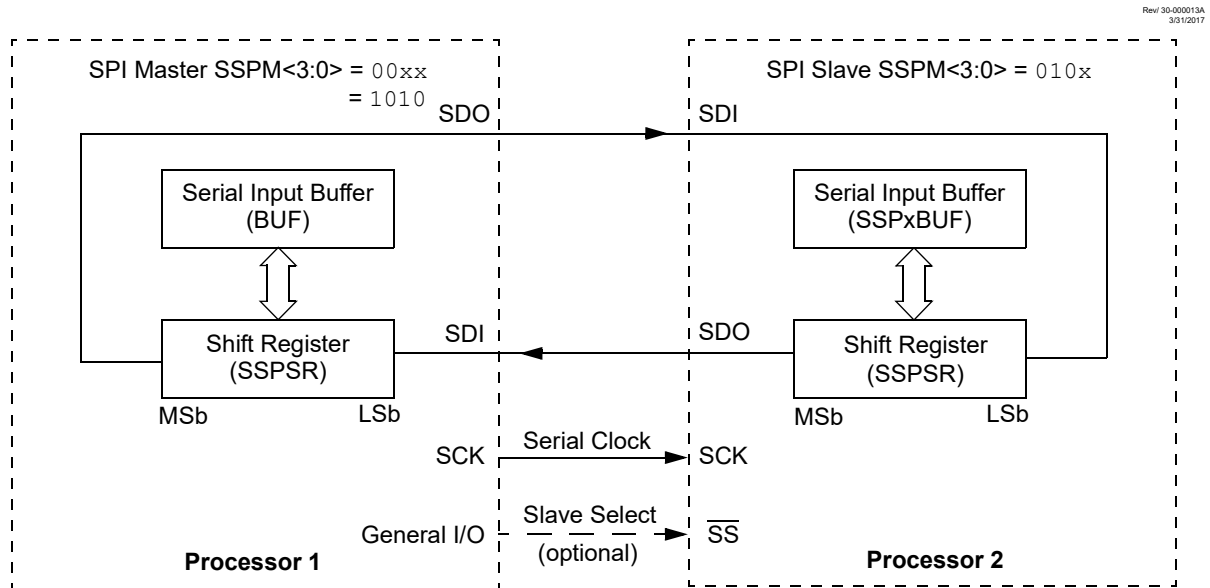 Rev/ 30-000013A
3/31/2017
SPI Master SSPM<3:0> = 00xx
= 1010
SPI Slave SSPM<3:0> = 010x
SDO
SDI
Serial Input Buffer
(BUF)
Serial Input Buffer
(SSPxBUF)
Shift Register
(SSPSR)
SDI
SDO
Shift Register
(SSPSR)
MSb
LSb
MSb
LSb
SCK
Serial Clock
SCK
General I/O
Slave Select
(optional)
SS
Processor 1
Processor 2